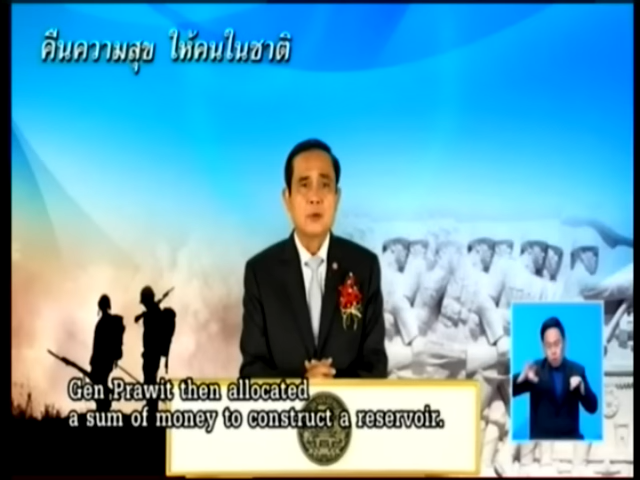 คืนความสุข ให้คนในชาติ
Gen Prawit then allocated
a sum of money to construct a reservoir.